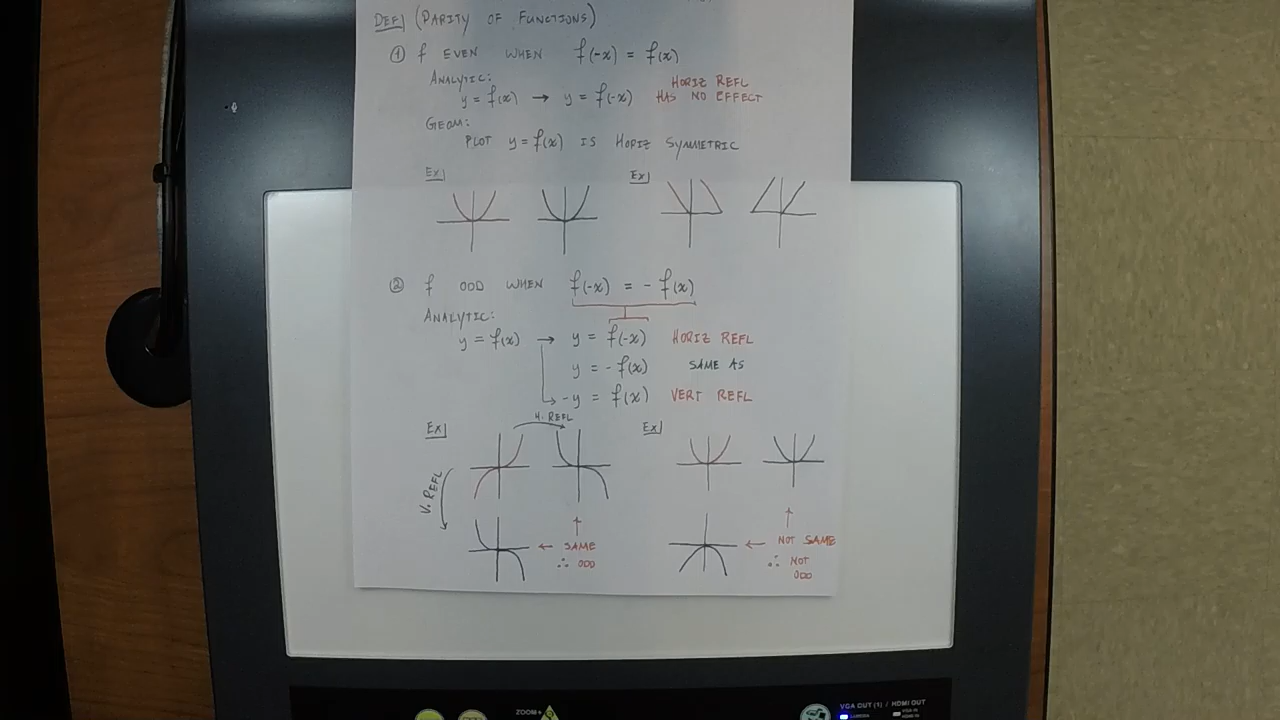 DEF] (PARITY OF FUNCTIONS)
① f EVEN WHEN f(-x) = f(x)
ANALYTIC:
y = f(x) → y = f(-x) HORIZ REFL HAS NO EFFECT
GEOM:
PLOT y = f(x) IS HORIZ SYMMETRIC
EX] EX]
② f ODD WHEN f(-x) = - f(x)
ANALYTIC:
y = f(x) → y = f(-x) HORIZ REFL
y = - f(x) SAME AS
-y = f(x) VERT REFL
EX] H. REFL EX]
V. REFL
← SAME ↑
∴ ODD
← NOT SAME ↑
∴ NOT
ODD
ZOOM+
VGA OUT (1) / HDMI OUT